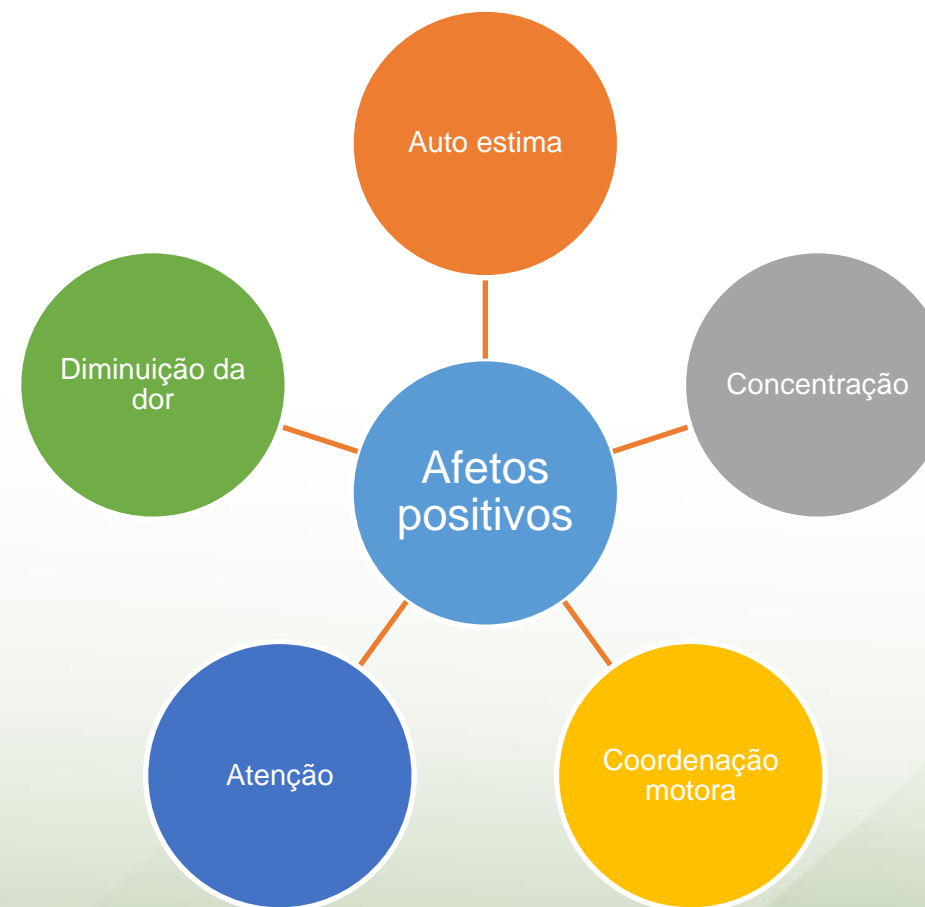 Auto estima
Diminuição da
dor
Concentração
Afetos
positivos
Atenção
Coordenação
motora